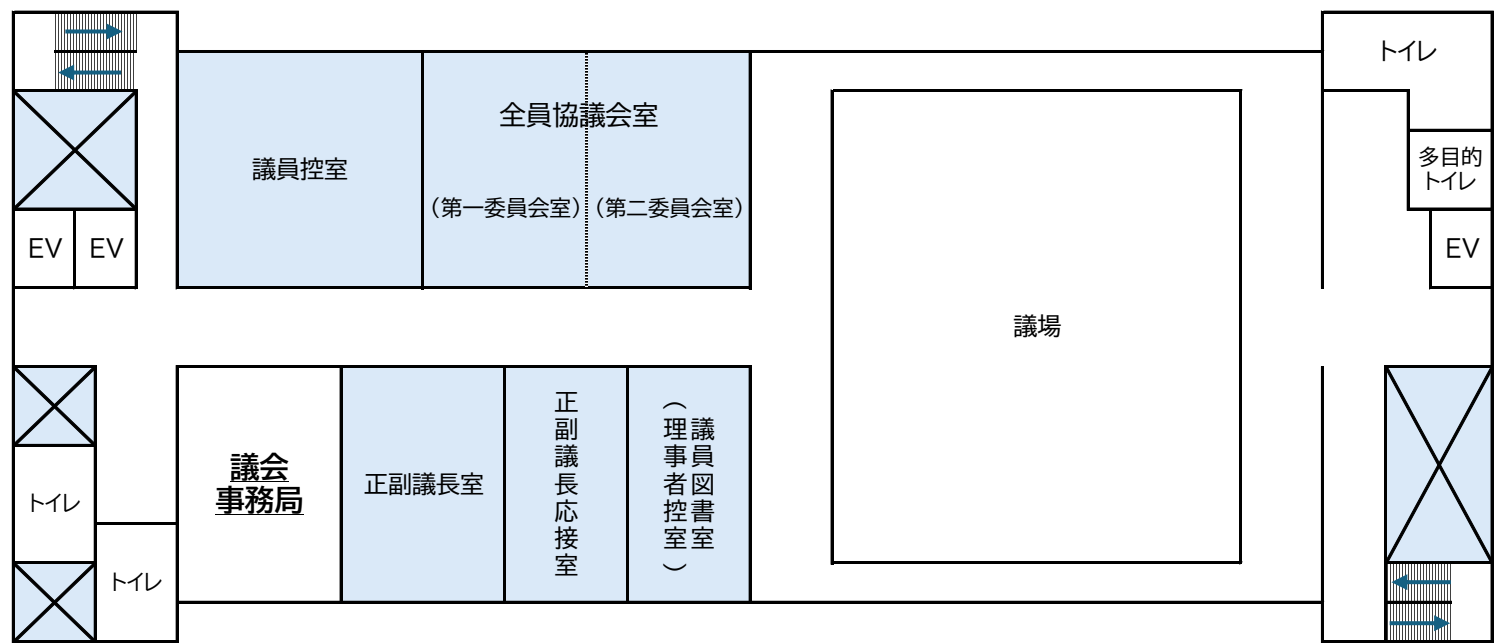 トイレ
全員協議会室
議員控室
多目的
トイレ
（第一委員会室）
（第二委員会室）
EV
EV
EV
議場
議会
事務局
正副議長室
正副議長応接室
議員図書室
（理事者控室）
トイレ
トイレ